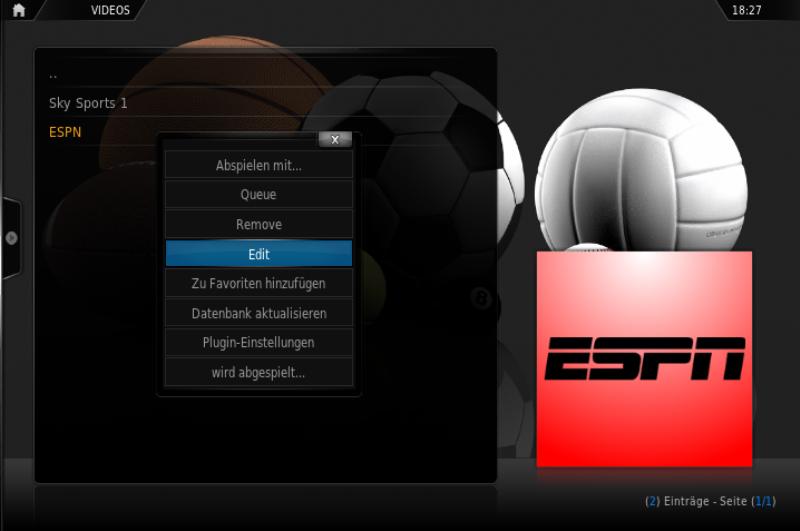 VIDEOS
18:27
..
Sky Sports 1
ESPN
x
Abspielen mit...
Queue
Remove
Edit
Zu Favoriten hinzufügen
Datenbank aktualisieren
Plugin-Einstellungen
wird abgespielt...
8
ESPN
(2) Einträge - Seite (1/1)